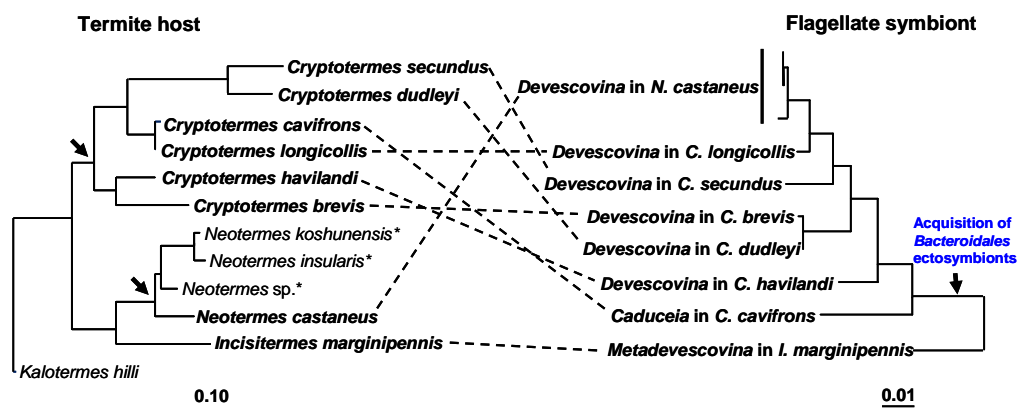 Termite host
Flagellate symbiont
Cryptotermes secundus
Cryptotermes dudleyi
Cryptotermes cavifrons
Cryptotermes longicollis
Cryptotermes havilandi
Cryptotermes brevis
Neotermes koshunensis*
Neotermes insularis*
Neotermes sp.*
Neotermes castaneus
Incisitermes marginipennis
Kalotermes hilli
0.10
Devescovina in N. castaneus
Devescovina in C. longicollis
Devescovina in C. secundus
Devescovina in C. brevis
Devescovina in C. dudleyi
Devescovina in C. havilandi
Caduceia in C. cavifrons
Metadevescovina in I. marginipennis
Acquisition of
Bacteroidales
ectosymbionts
0.01